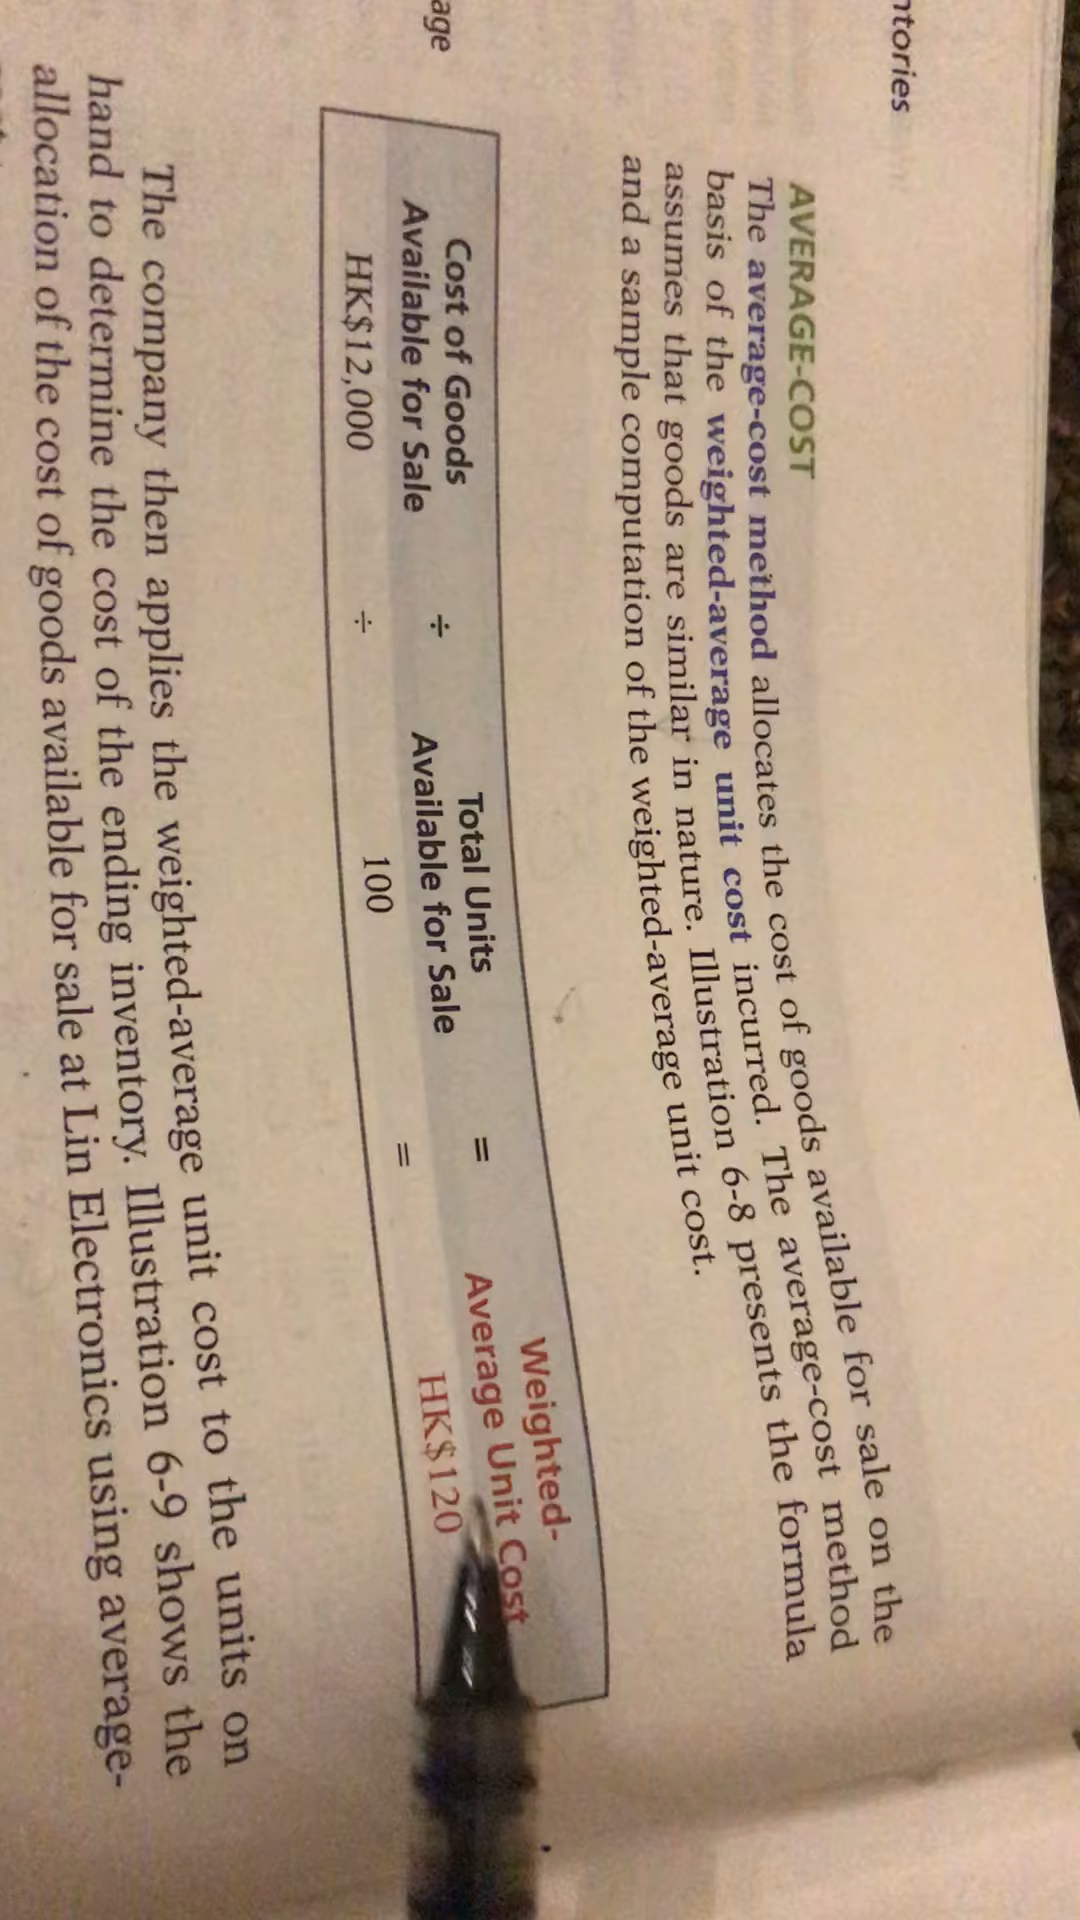 ntories
AVERAGE-COST
The average-cost method allocates the cost of goods available for sale on the
basis of the weighted-average unit cost incurred. The average-cost method
assumes that goods are similar in nature. Illustration 6-8 presents the formula
and a sample computation of the weighted-average unit cost.
age
Weighted-
Cost of Goods Total Units Average Unit Cost
Available for Sale ÷ Available for Sale =
HK$12,000 ÷ 100 = HK$120
The company then applies the weighted-average unit cost to the units on
hand to determine the cost of the ending inventory. Illustration 6-9 shows the
allocation of the cost of goods available for sale at Lin Electronics using average-